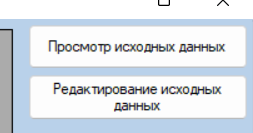 Просмотр исходных данных
Редактирование исходных
данных